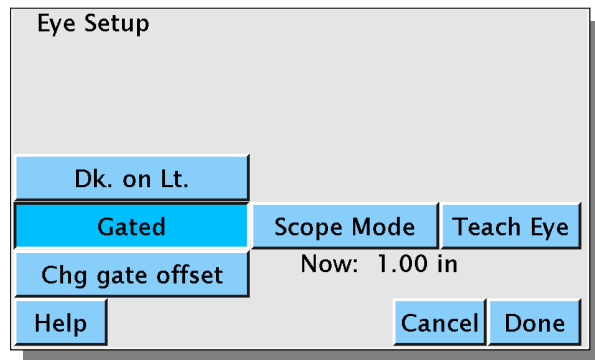 Eye Setup
Dk. on Lt.
Gated Scope Mode Teach Eye
Chg gate offset Now: 1.00 in
Help Cancel Done